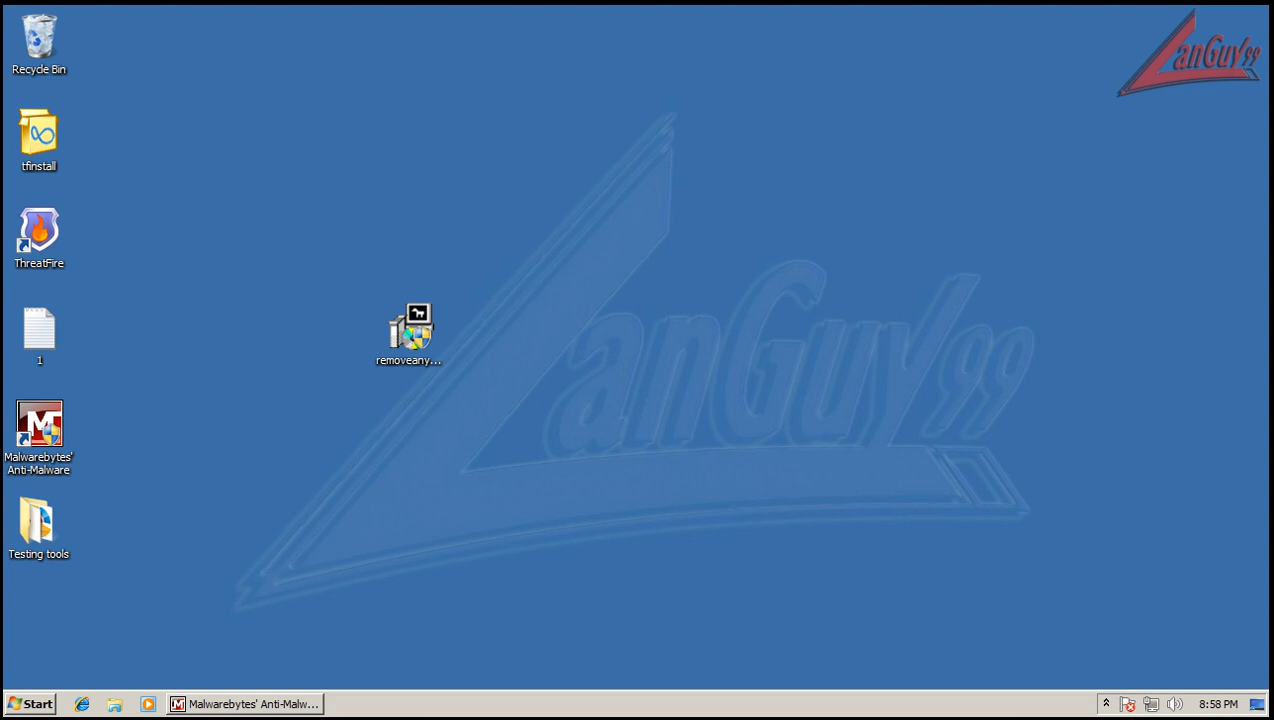 Recycle Bin
LanGuy99
tfinstall
ThreatFire
1
removeany...
Malwarebytes'
Anti-Malware
Testing tools
LanGuy99
Start
Malwarebytes' Anti-Malw...
8:58 PM